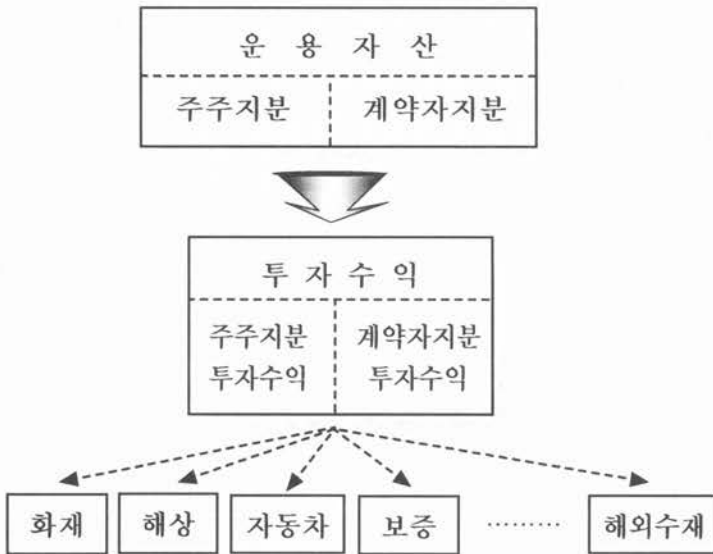 운 용 자 산
주주지분 계약자지분
투 자 수 익
주주지분 계약자지분
투자수익 투자수익
화재 해상 자동차 보증 ········· 해외수재